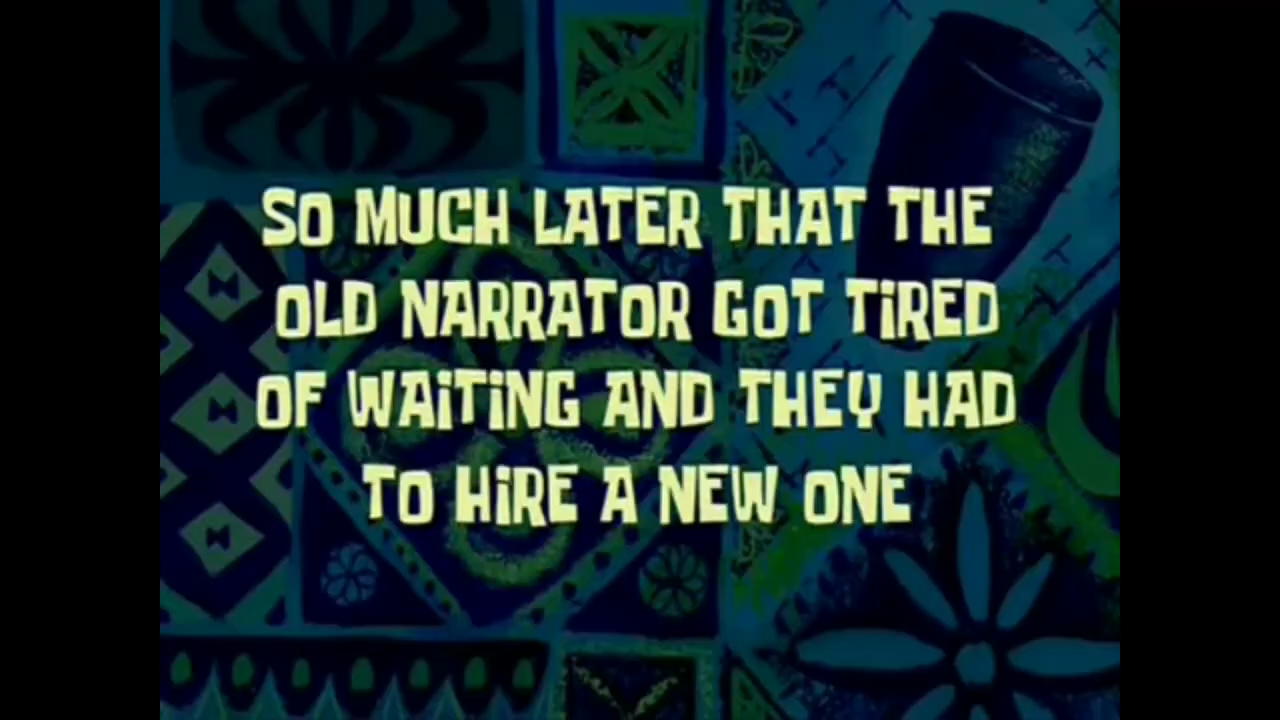 SO MUCH LATER THAT THE
OLD NARRATOR GOT TiRED
OF WAiTiNG AND THEY HAD
TO HiRE A NEW ONE